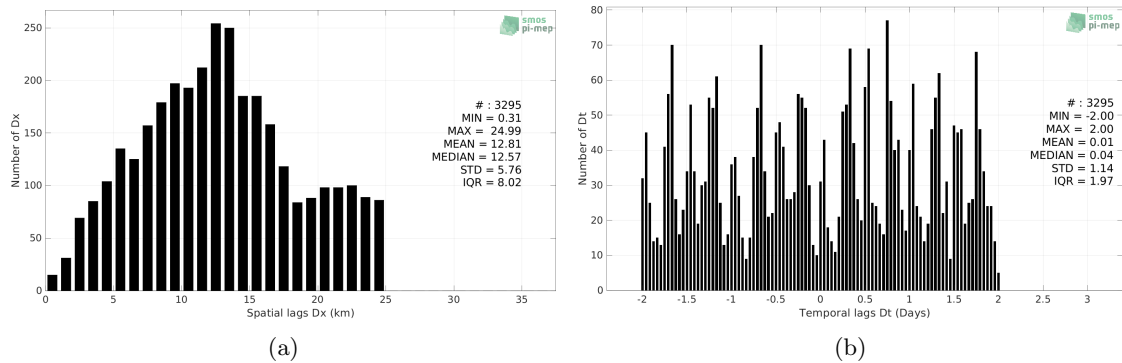 250
200
150
100
50
0
Number of Dx
0 5 10 15 20 25 30 35
Spatial lags Dx (km)
smos
pi-mep
# : 3295
MIN = 0.31
MAX = 24.99
MEAN = 12.81
MEDIAN = 12.57
STD = 5.76
IQR = 8.02
(a)
80
70
60
50
40
30
20
10
0
Number of Dt
-2 -1.5 -1 -0.5 0 0.5 1 1.5 2 2.5 3
Temporal lags Dt (Days)
smos
pi-mep
# : 3295
MIN = -2.00
MAX = 2.00
MEAN = 0.01
MEDIAN = 0.04
STD = 1.14
IQR = 1.97
(b)